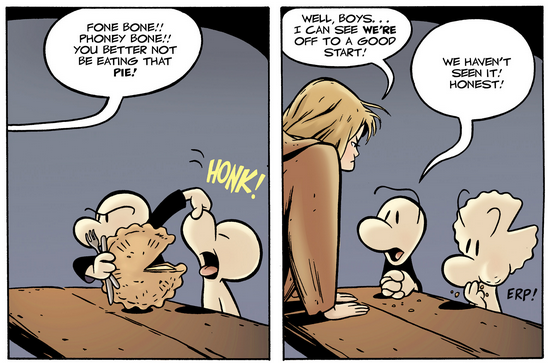 FONE BONE!!
PHONEY BONE!!
YOU BETTER NOT
BE EATING THAT
PIE!
HONK!
WELL, BOYS...
I CAN SEE WE'RE
OFF TO A GOOD
START!
WE HAVEN'T
SEEN IT!
HONEST!
ERP!